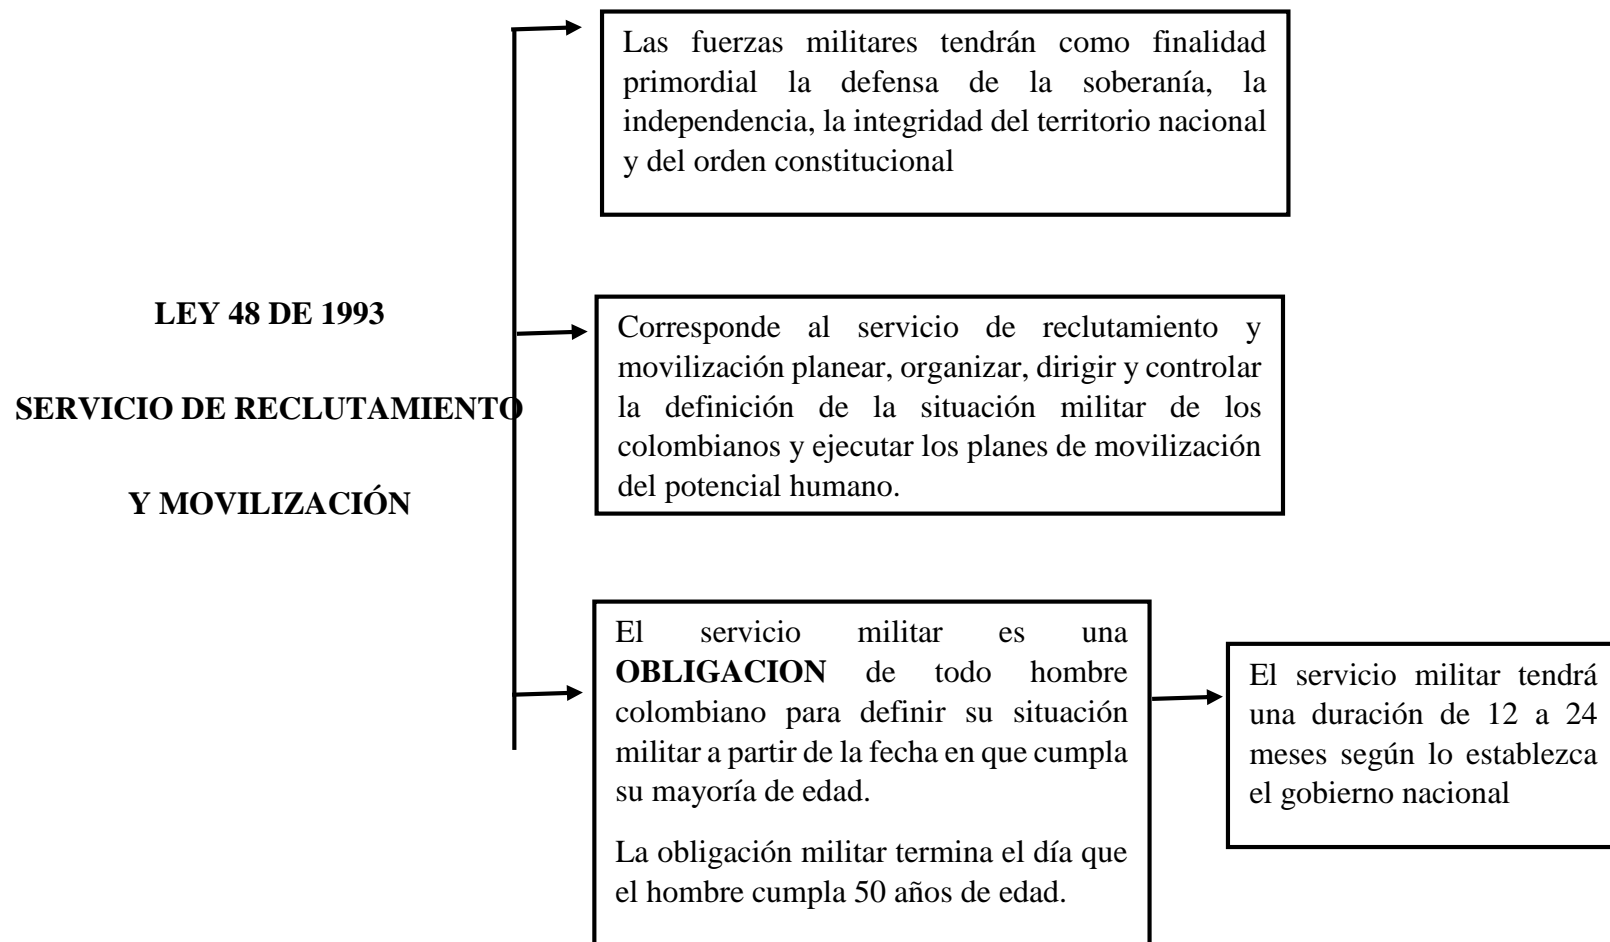 Las fuerzas militares tendrán como finalidad
primordial la defensa de la soberanía, la
independencia, la integridad del territorio nacional
y del orden constitucional
LEY 48 DE 1993
SERVICIO DE RECLUTAMIENTO
Y MOVILIZACIÓN
Corresponde al servicio de reclutamiento y
movilización planear, organizar, dirigir y controlar
la definición de la situación militar de los
colombianos y ejecutar los planes de movilización
del potencial humano.
El servicio militar es una
OBLIGACION de todo hombre
colombiano para definir su situación
militar a partir de la fecha en que cumpla
su mayoría de edad.
La obligación militar termina el día que
el hombre cumpla 50 años de edad.
El servicio militar tendrá
una duración de 12 a 24
meses según lo establezca
el gobierno nacional